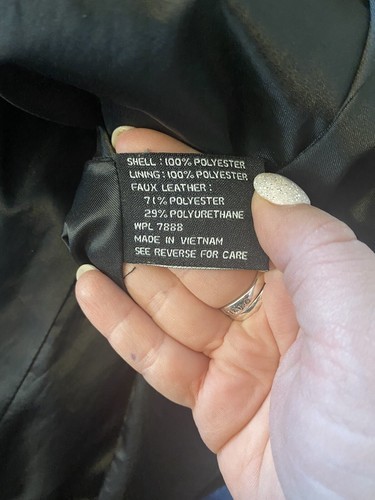 SHELL : 100% POLYESTER
LINING : 100% POLYESTER
FAUX LEATHER :
71% POLYESTER
29% POLYURETHANE
WPL 7888
MADE IN VIETNAM
SEE REVERSE FOR CARE